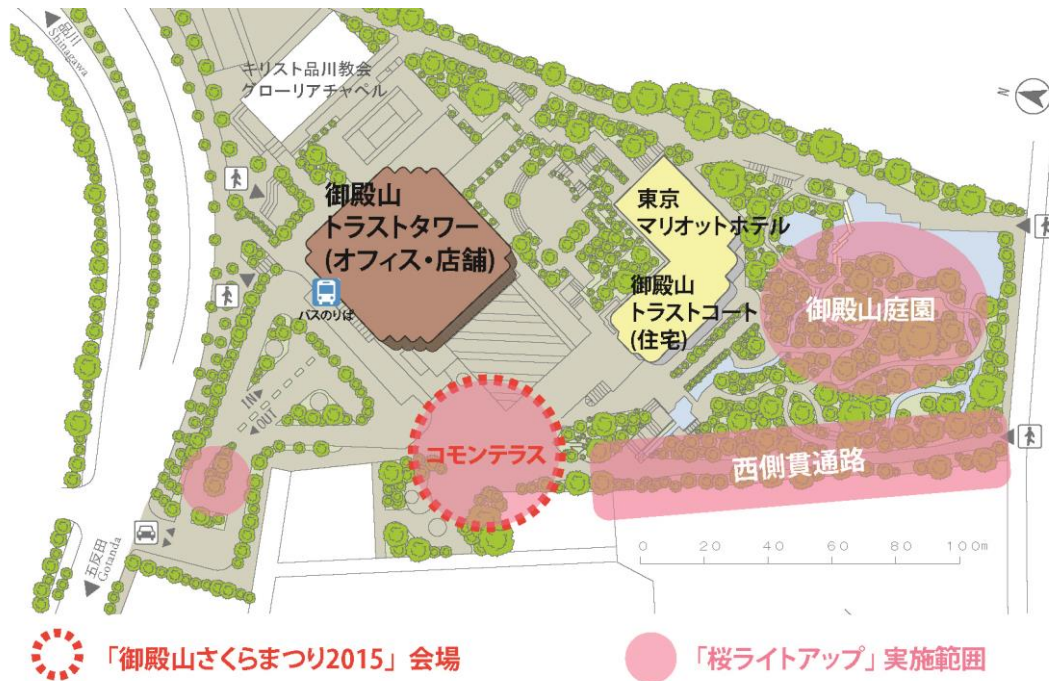 品川
Shinagawa
キリスト品川教会
グローリアチャペル
N
御殿山
トラストタワー
(オフィス・店舗)
バスのりば
東京
マリオットホテル
御殿山
トラストコート
(住宅)
御殿山庭園
IN
OUT
コモンテラス
西側貫通路
五反田
Gotanda
0 20 40 60 80 100m
「御殿山さくらまつり2015」会場
「桜ライトアップ」実施範囲